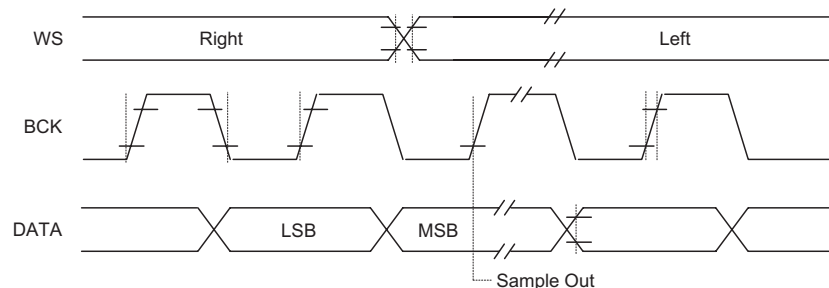 WS
Right
Left
BCK
DATA
LSB
MSB
Sample Out